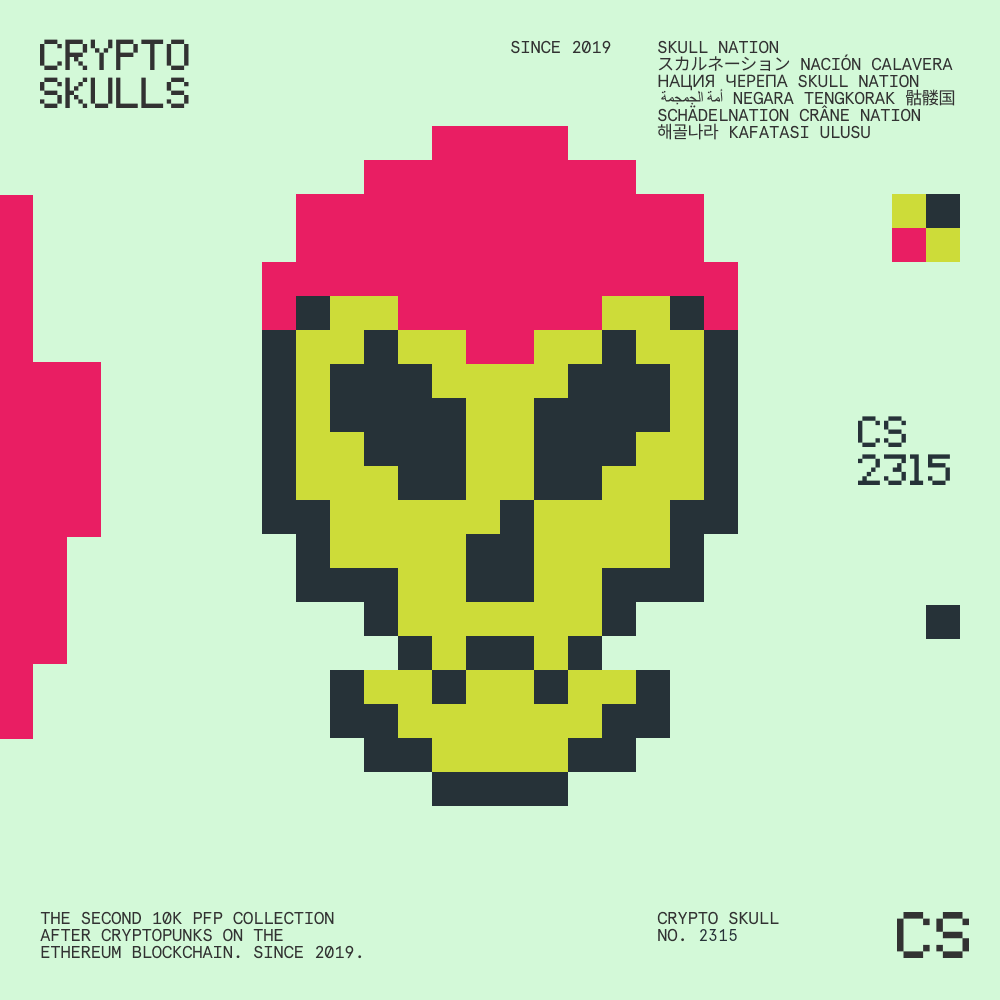 CRYPTO
SKULLS
SINCE 2019
SKULL NATION
スカルネーション NACIÓN CALAVERA
НАЦИЯ ЧЕРЕПА SKULL NATION
أمة الجمجمة NEGARA TENGKORAK 骷髅国
SCHÄDELNATION CRÂNE NATION
해골나라 KAFATASI ULUSU
CS
2315
THE SECOND 10K PFP COLLECTION
AFTER CRYPTOPUNKS ON THE
ETHEREUM BLOCKCHAIN. SINCE 2019.
CRYPTO SKULL
NO. 2315
CS